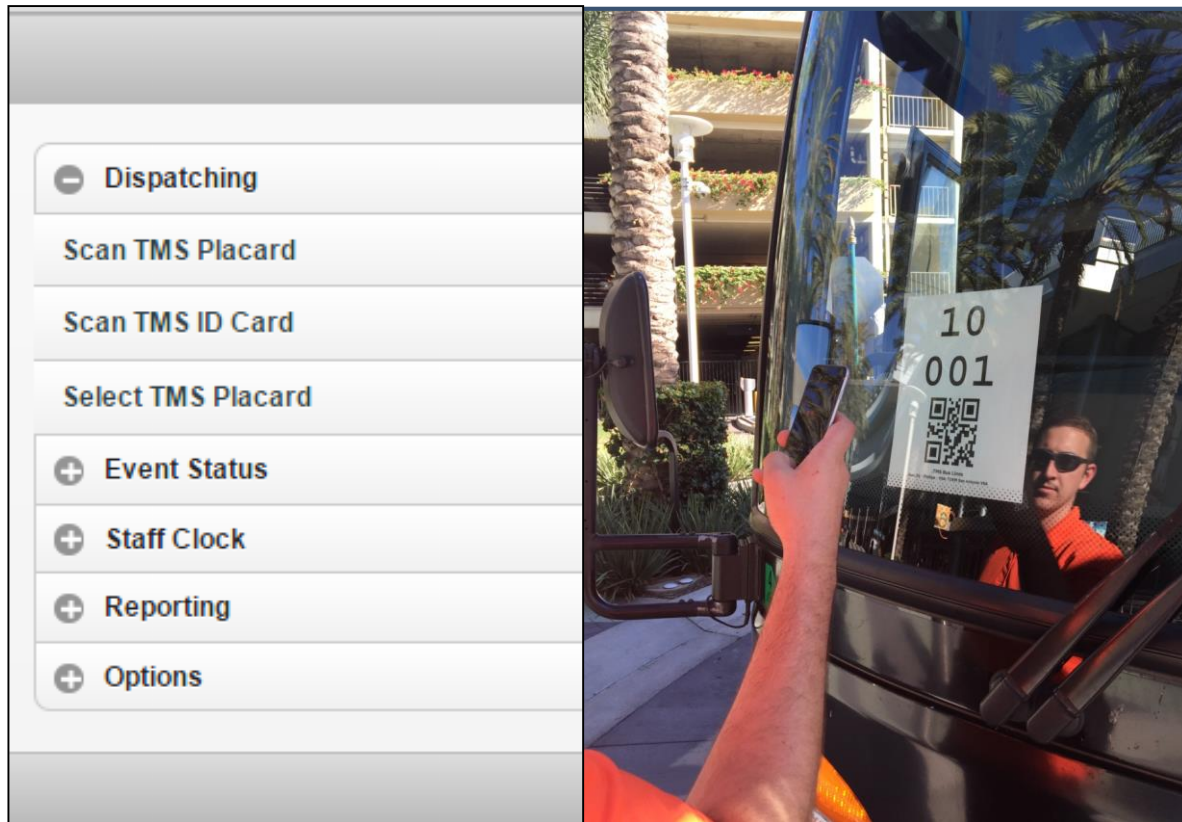 Dispatching
Scan TMS Placard
Scan TMS ID Card
Select TMS Placard
Event Status
Staff Clock
Reporting
Options
10
001